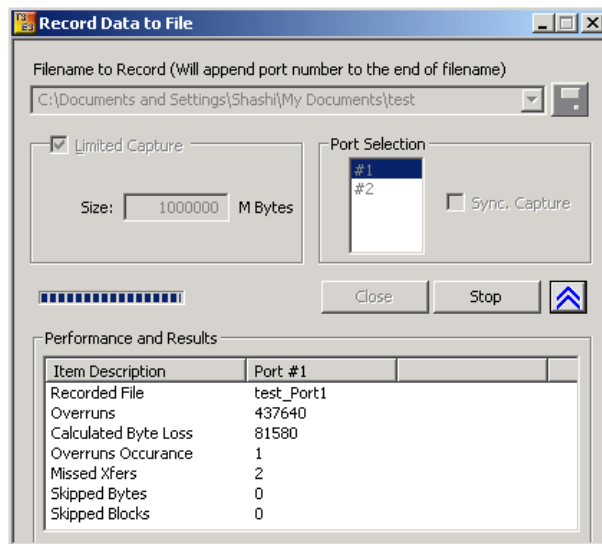 T3 E3 Record Data to File
Filename to Record (Will append port number to the end of filename)
C:\Documents and Settings\Shashi\My Documents\test
Limited Capture
Size: 1000000 M Bytes
Port Selection
#1
#2
Sync. Capture
Close Stop
Performance and Results
Item Description Port #1
Recorded File test_Port1
Overruns 437640
Calculated Byte Loss 81580
Overruns Occurance 1
Missed Xfers 2
Skipped Bytes 0
Skipped Blocks 0